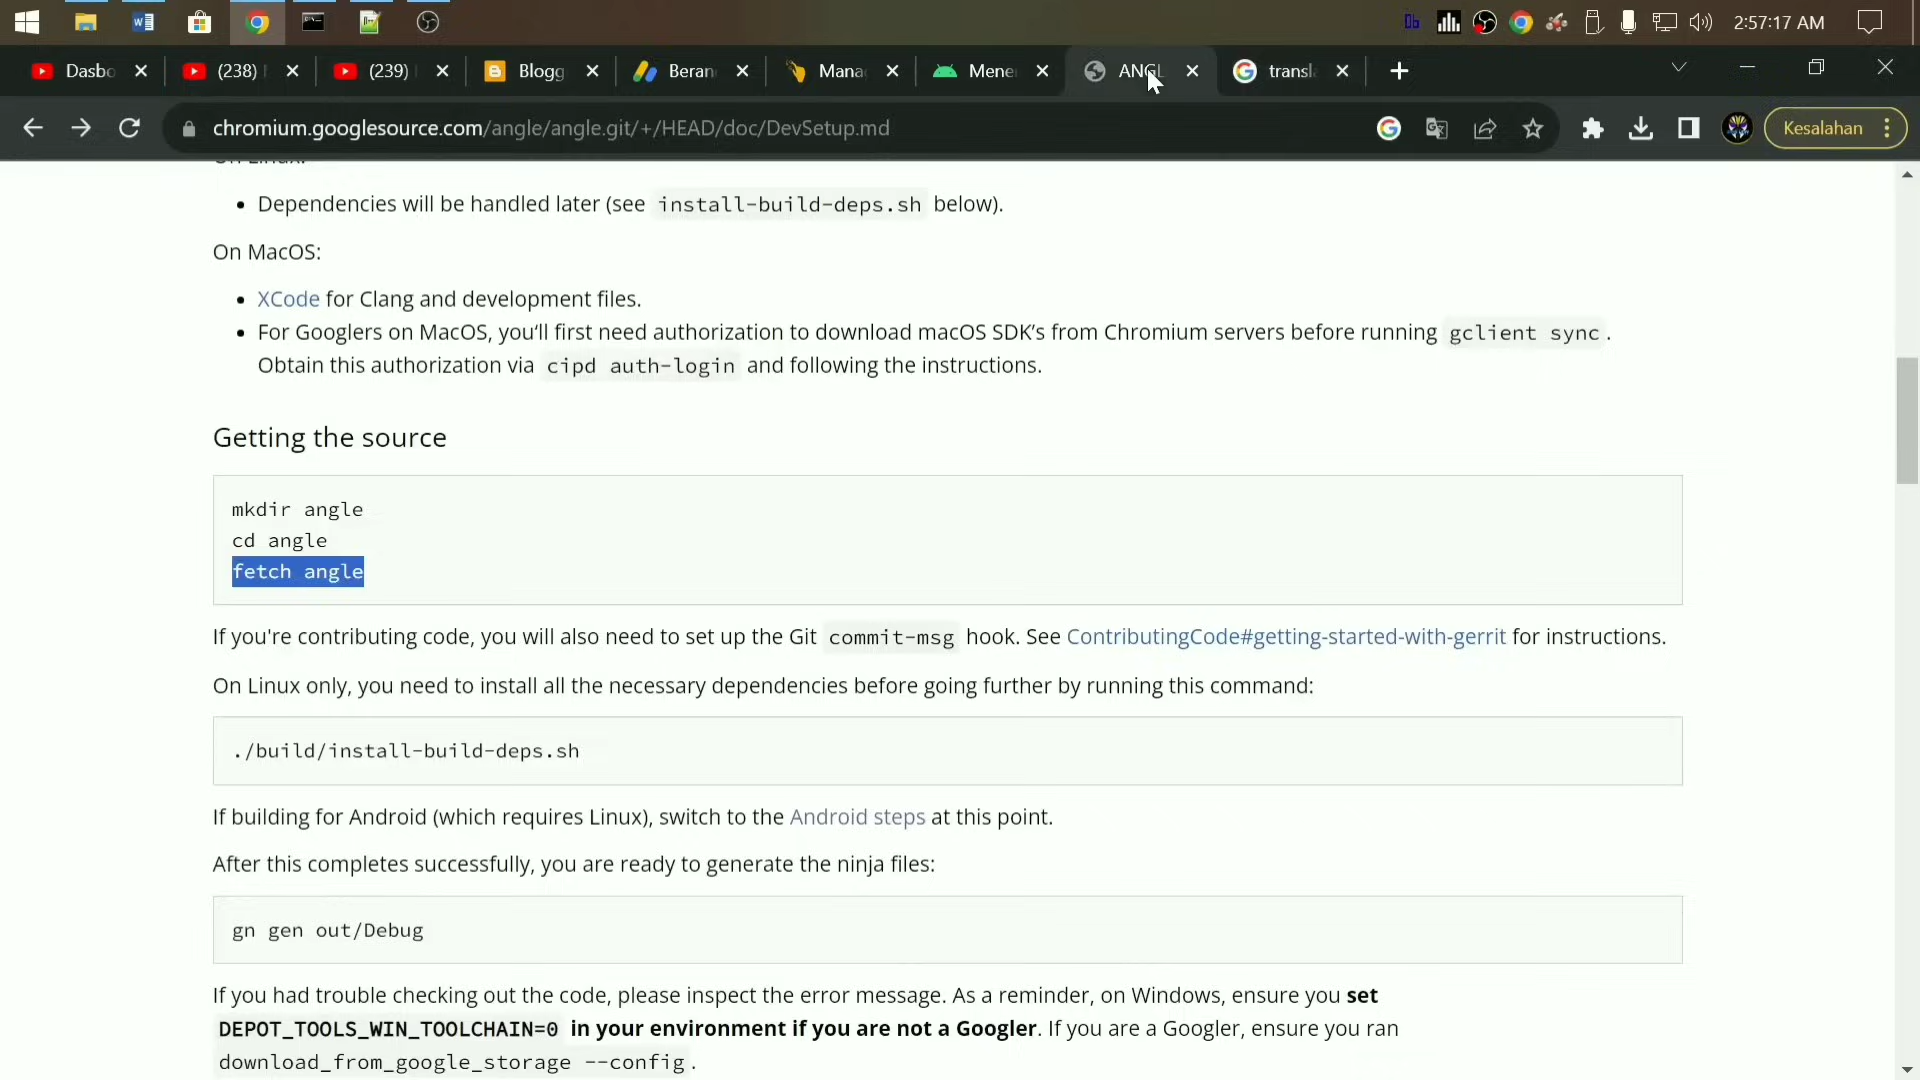 2:57:17 AM
Dasbo
(238)
(239)
Blogg
Beran
Mana
Mene
ANGL
transl
chromium.googlesource.com/angle/angle.git/+/HEAD/doc/DevSetup.md
Kesalahan
On Linux:
• Dependencies will be handled later (see install-build-deps.sh below).
On MacOS:
• XCode for Clang and development files.
• For Googlers on MacOS, you'll first need authorization to download macOS SDK's from Chromium servers before running gclient sync.
Obtain this authorization via cipd auth-login and following the instructions.
Getting the source
mkdir angle
cd angle
fetch angle
If you're contributing code, you will also need to set up the Git commit-msg hook. See ContributingCode#getting-started-with-gerrit for instructions.
On Linux only, you need to install all the necessary dependencies before going further by running this command:
./build/install-build-deps.sh
If building for Android (which requires Linux), switch to the Android steps at this point.
After this completes successfully, you are ready to generate the ninja files:
gn gen out/Debug
If you had trouble checking out the code, please inspect the error message. As a reminder, on Windows, ensure you set
DEPOT_TOOLS_WIN_TOOLCHAIN=0 in your environment if you are not a Googler. If you are a Googler, ensure you ran
download_from_google_storage --config.